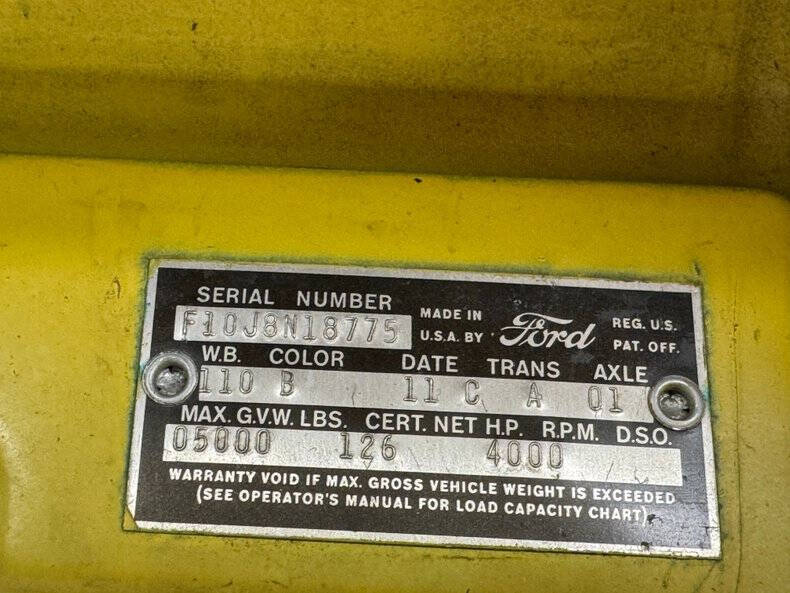 SERIAL NUMBER
F10J8N18775
MADE IN
U.S.A. BY
Ford
REG. U.S.
PAT. OFF.
W.B. COLOR DATE TRANS AXLE
110 B 11 C A 01
MAX. G.V.W. LBS. CERT. NET H.P. R.P.M. D.S.O.
05000 126 4000
WARRANTY VOID IF MAX. GROSS VEHICLE WEIGHT IS EXCEEDED
(SEE OPERATOR'S MANUAL FOR LOAD CAPACITY CHART)